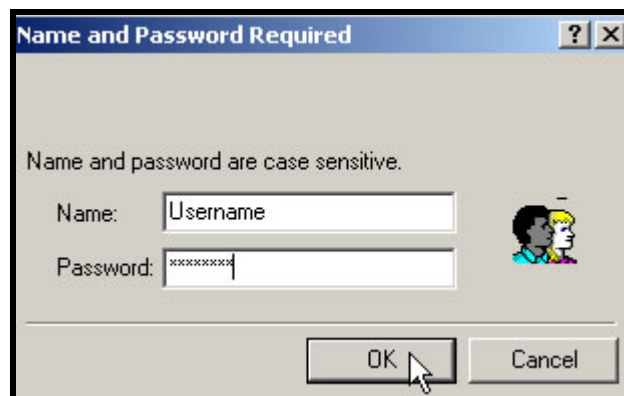 Name and Password Required
Name and password are case sensitive.
Name: Username
Password: ********
OK Cancel